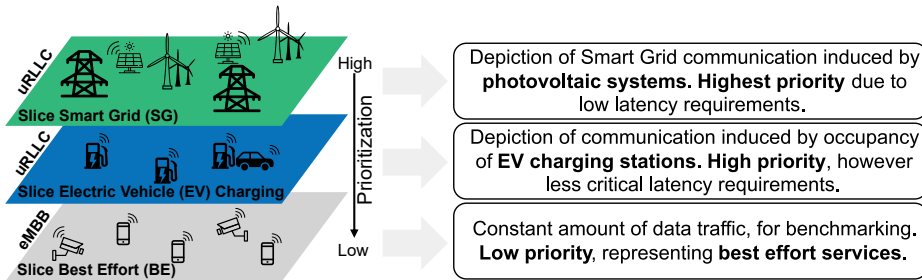 uRLLC
Slice Smart Grid (SG)
uRLLC
Slice Electric Vehicle (EV) Charging
eMBB
Slice Best Effort (BE)
High
Prioritization
Low
Depiction of Smart Grid communication induced by
photovoltaic systems. Highest priority due to
low latency requirements.
Depiction of communication induced by occupancy
of EV charging stations. High priority, however
less critical latency requirements.
Constant amount of data traffic, for benchmarking.
Low priority, representing best effort services.